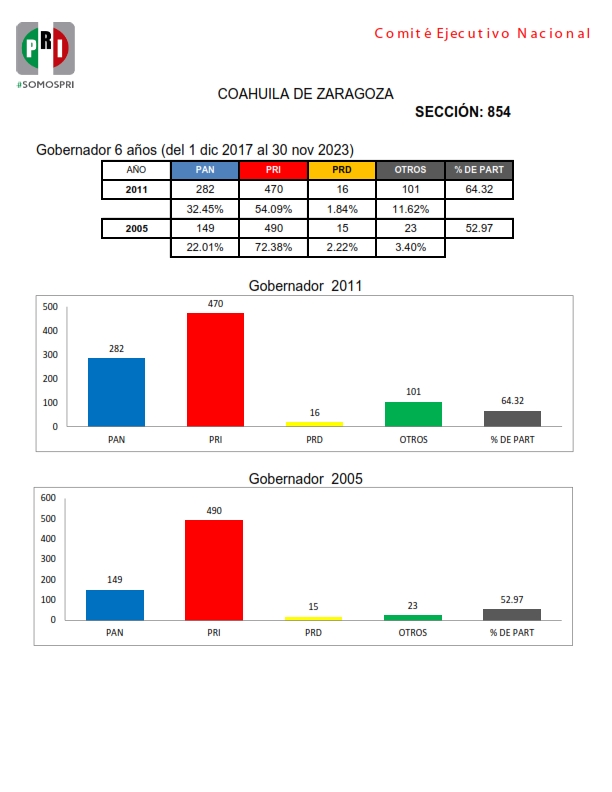 PRI
#SOMOSPRI
Comité Ejecutivo Nacional
COAHUILA DE ZARAGOZA
SECCIÓN: 854
Gobernador 6 años (del 1 dic 2017 al 30 nov 2023)
AÑO PAN PRI PRD OTROS % DE PART
2011 282 470 16 101 64.32
32.45% 54.09% 1.84% 11.62%
2005 149 490 15 23 52.97
22.01% 72.38% 2.22% 3.40%
Gobernador 2011
500
400
300
200
100
0
282
470
16
101
64.32
PAN PRI PRD OTROS % DE PART
Gobernador 2005
600
500
400
300
200
100
0
149
490
15
23
52.97
PAN PRI PRD OTROS % DE PART